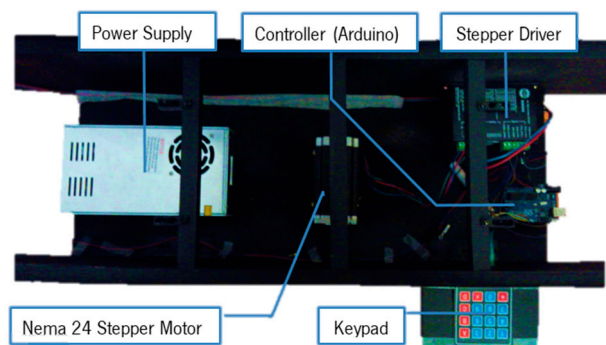 Power Supply
Controller (Arduino)
Stepper Driver
Nema 24 Stepper Motor
Keypad